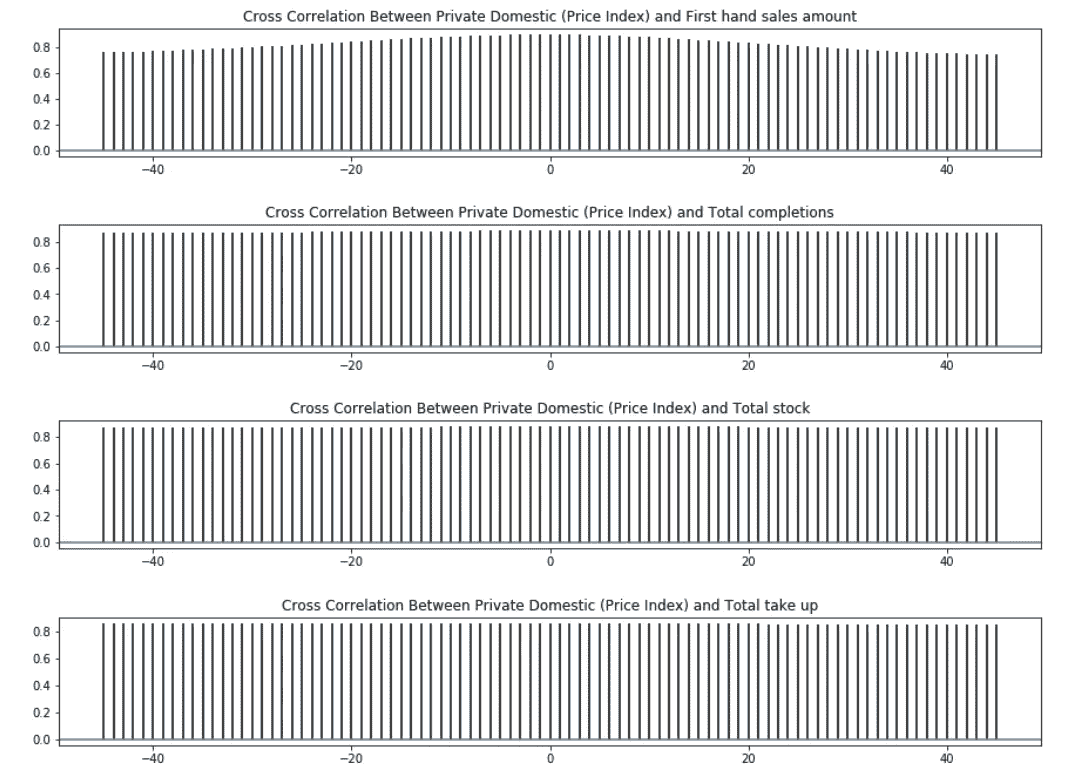 Cross Correlation Between Private Domestic (Price Index) and First hand sales amount
0.8
0.6
0.4
0.2
0.0
−40 −20 0 20 40
Cross Correlation Between Private Domestic (Price Index) and Total completions
0.8
0.6
0.4
0.2
0.0
−40 −20 0 20 40
Cross Correlation Between Private Domestic (Price Index) and Total stock
0.8
0.6
0.4
0.2
0.0
−40 −20 0 20 40
Cross Correlation Between Private Domestic (Price Index) and Total take up
0.8
0.6
0.4
0.2
0.0
−40 −20 0 20 40